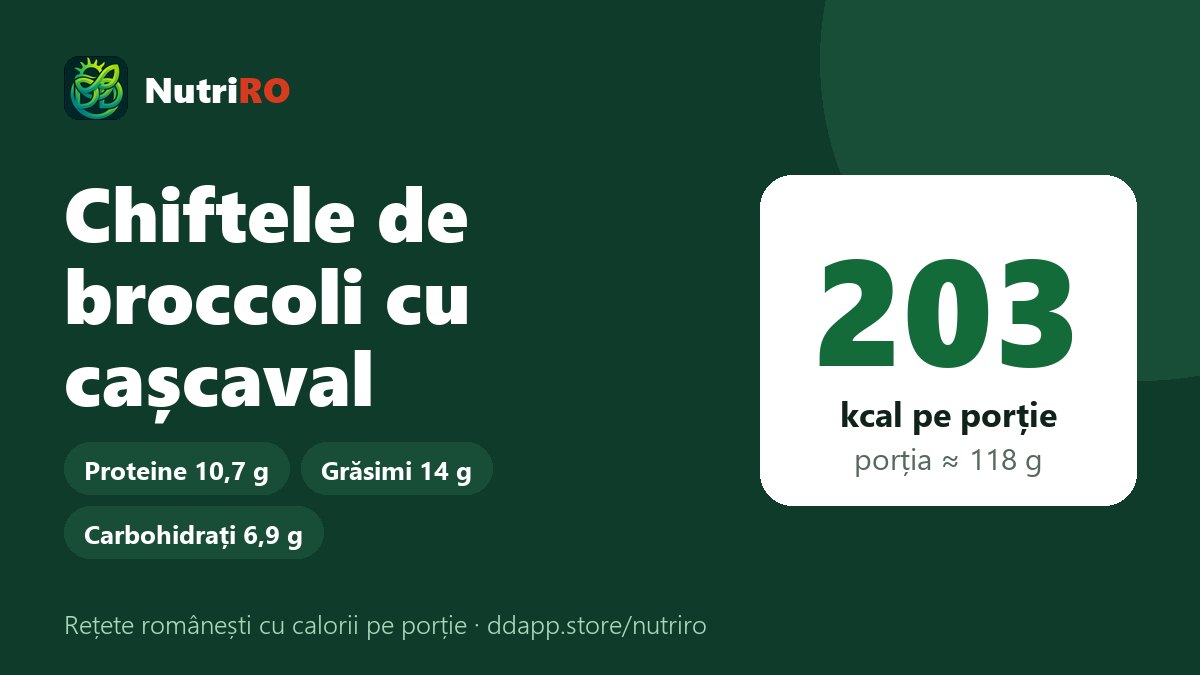 NutriRO
Chiftele de
broccoli cu
cașcaval
Proteine 10,7 g
Grăsimi 14 g
Carbohidrați 6,9 g
203
kcal pe porție
porția ≈ 118 g
Rețete românești cu calorii pe porție · ddapp.store/nutriro